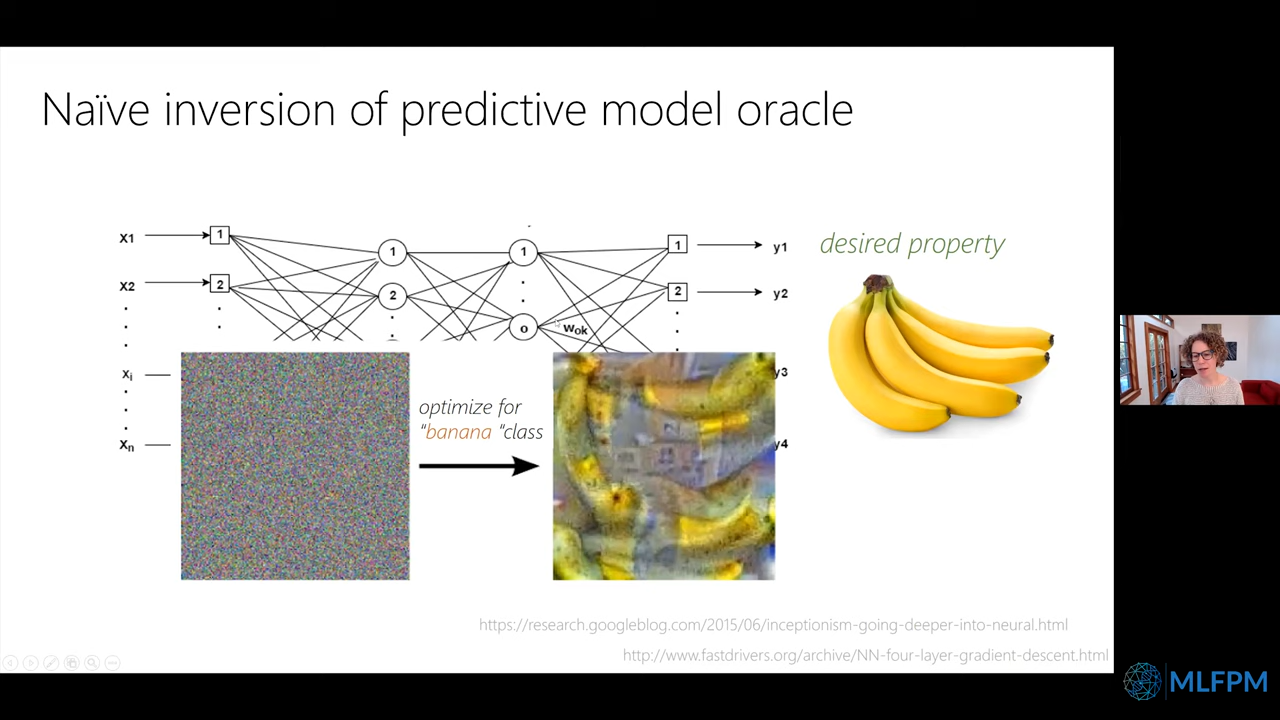 Naïve inversion of predictive model oracle
X1
1
1
1
1
y1
desired property
X2
2
2
2
y2
o
wok
xi
y3
optimize for
"banana "class
xn
y4
https://research.googleblog.com/2015/06/inceptionism-going-deeper-into-neural.html
http://www.fastdrivers.org/archive/NN-four-layer-gradient-descent.html
MLFPM